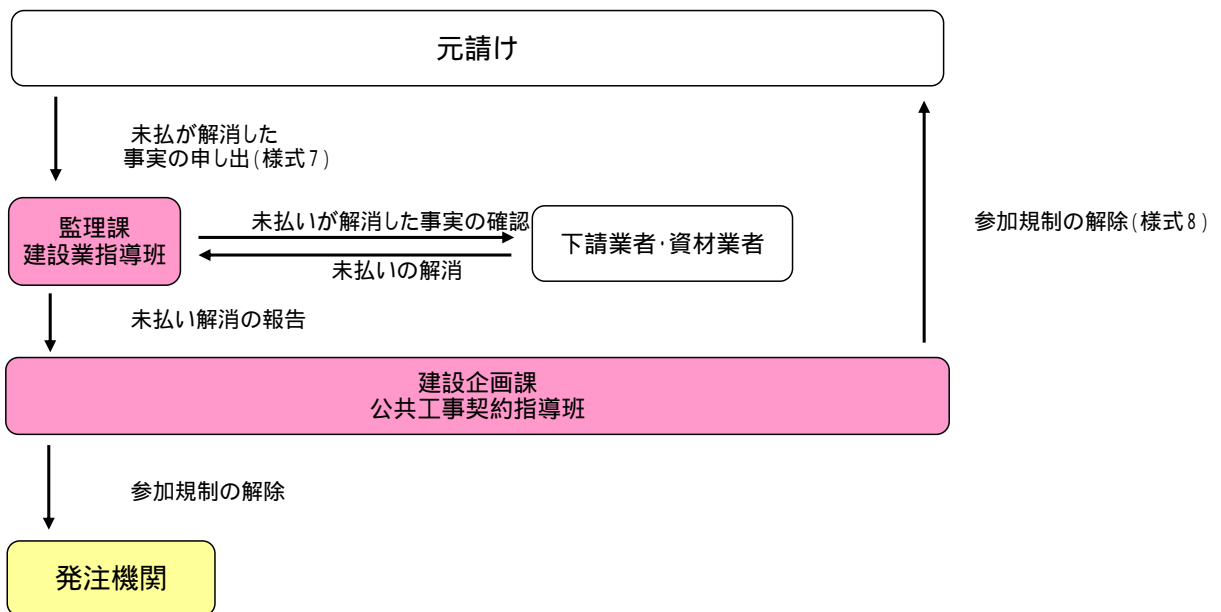 元請け
未払が解消した
事実の申し出(様式7)
監理課
建設業指導班
未払いが解消した事実の確認
未払いの解消
下請業者･資材業者
参加規制の解除(様式8)
未払い解消の報告
建設企画課
公共工事契約指導班
参加規制の解除
発注機関